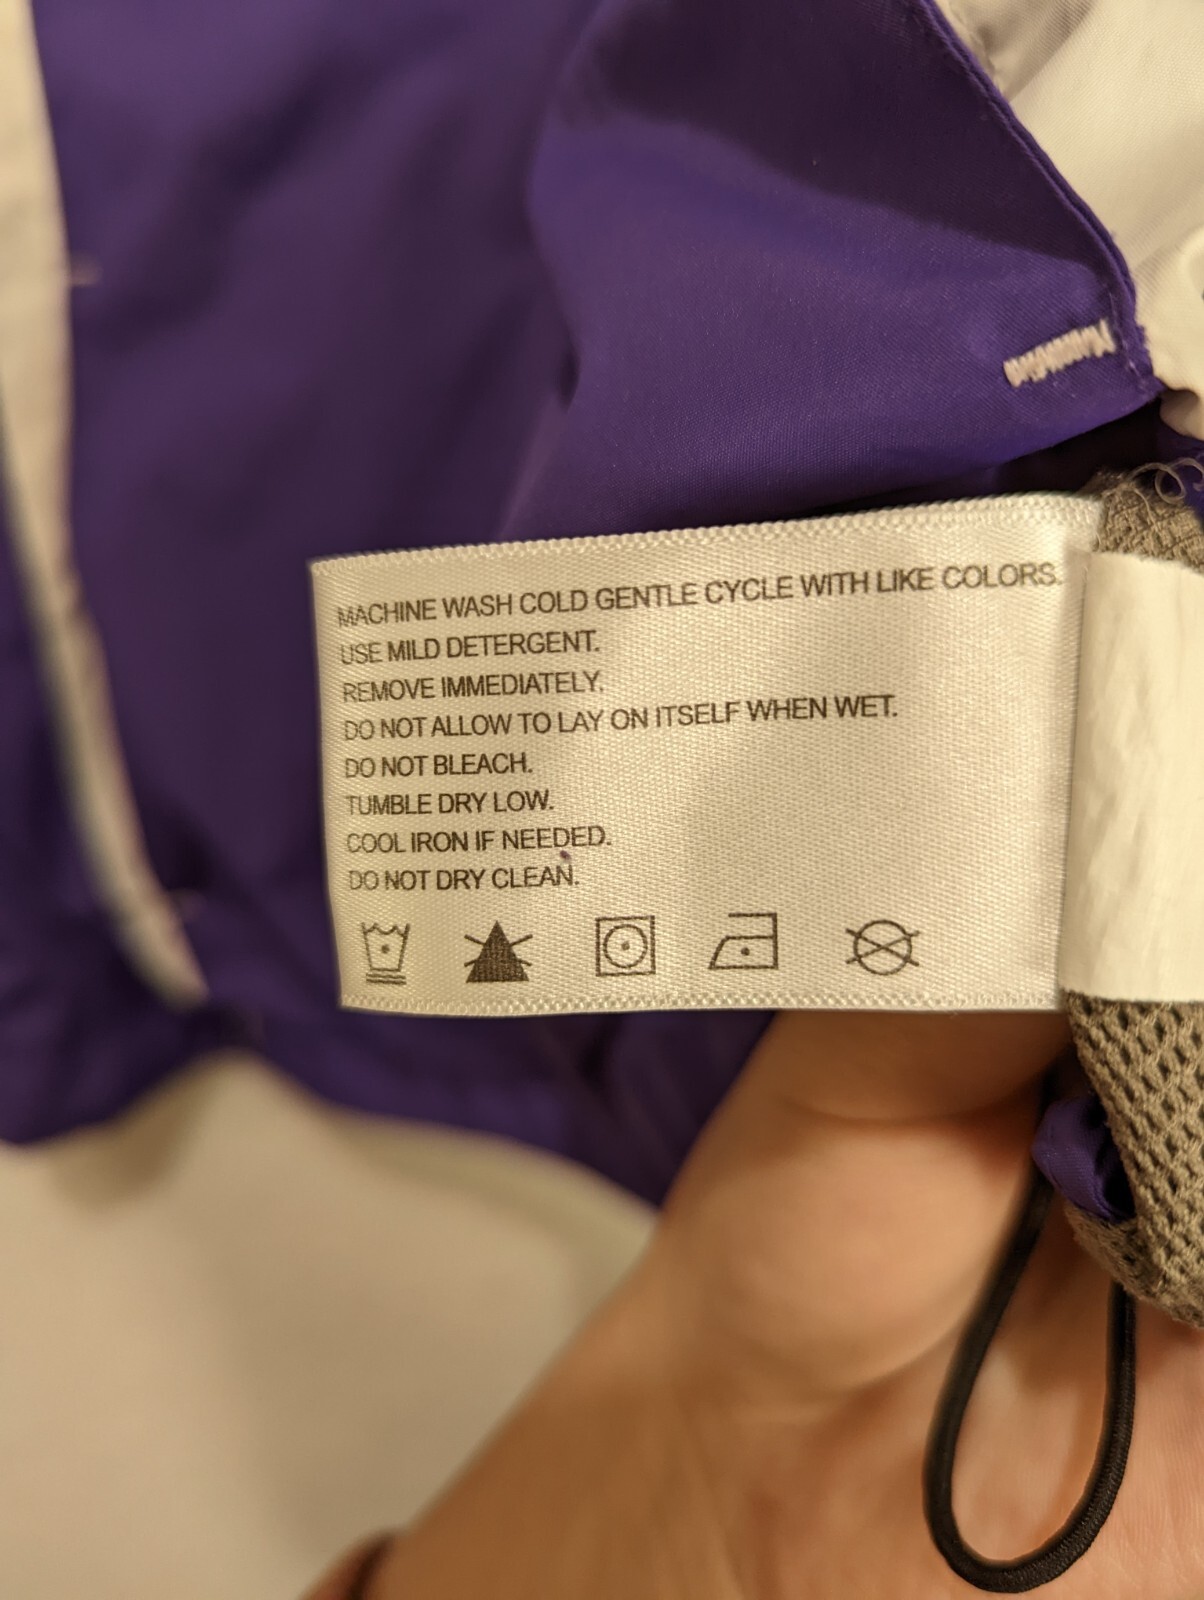 MACHINE WASH COLD GENTLE CYCLE WITH LIKE COLORS.
USE MILD DETERGENT.
REMOVE IMMEDIATELY.
DO NOT ALLOW TO LAY ON ITSELF WHEN WET.
DO NOT BLEACH.
TUMBLE DRY LOW.
COOL IRON IF NEEDED.
DO NOT DRY CLEAN.